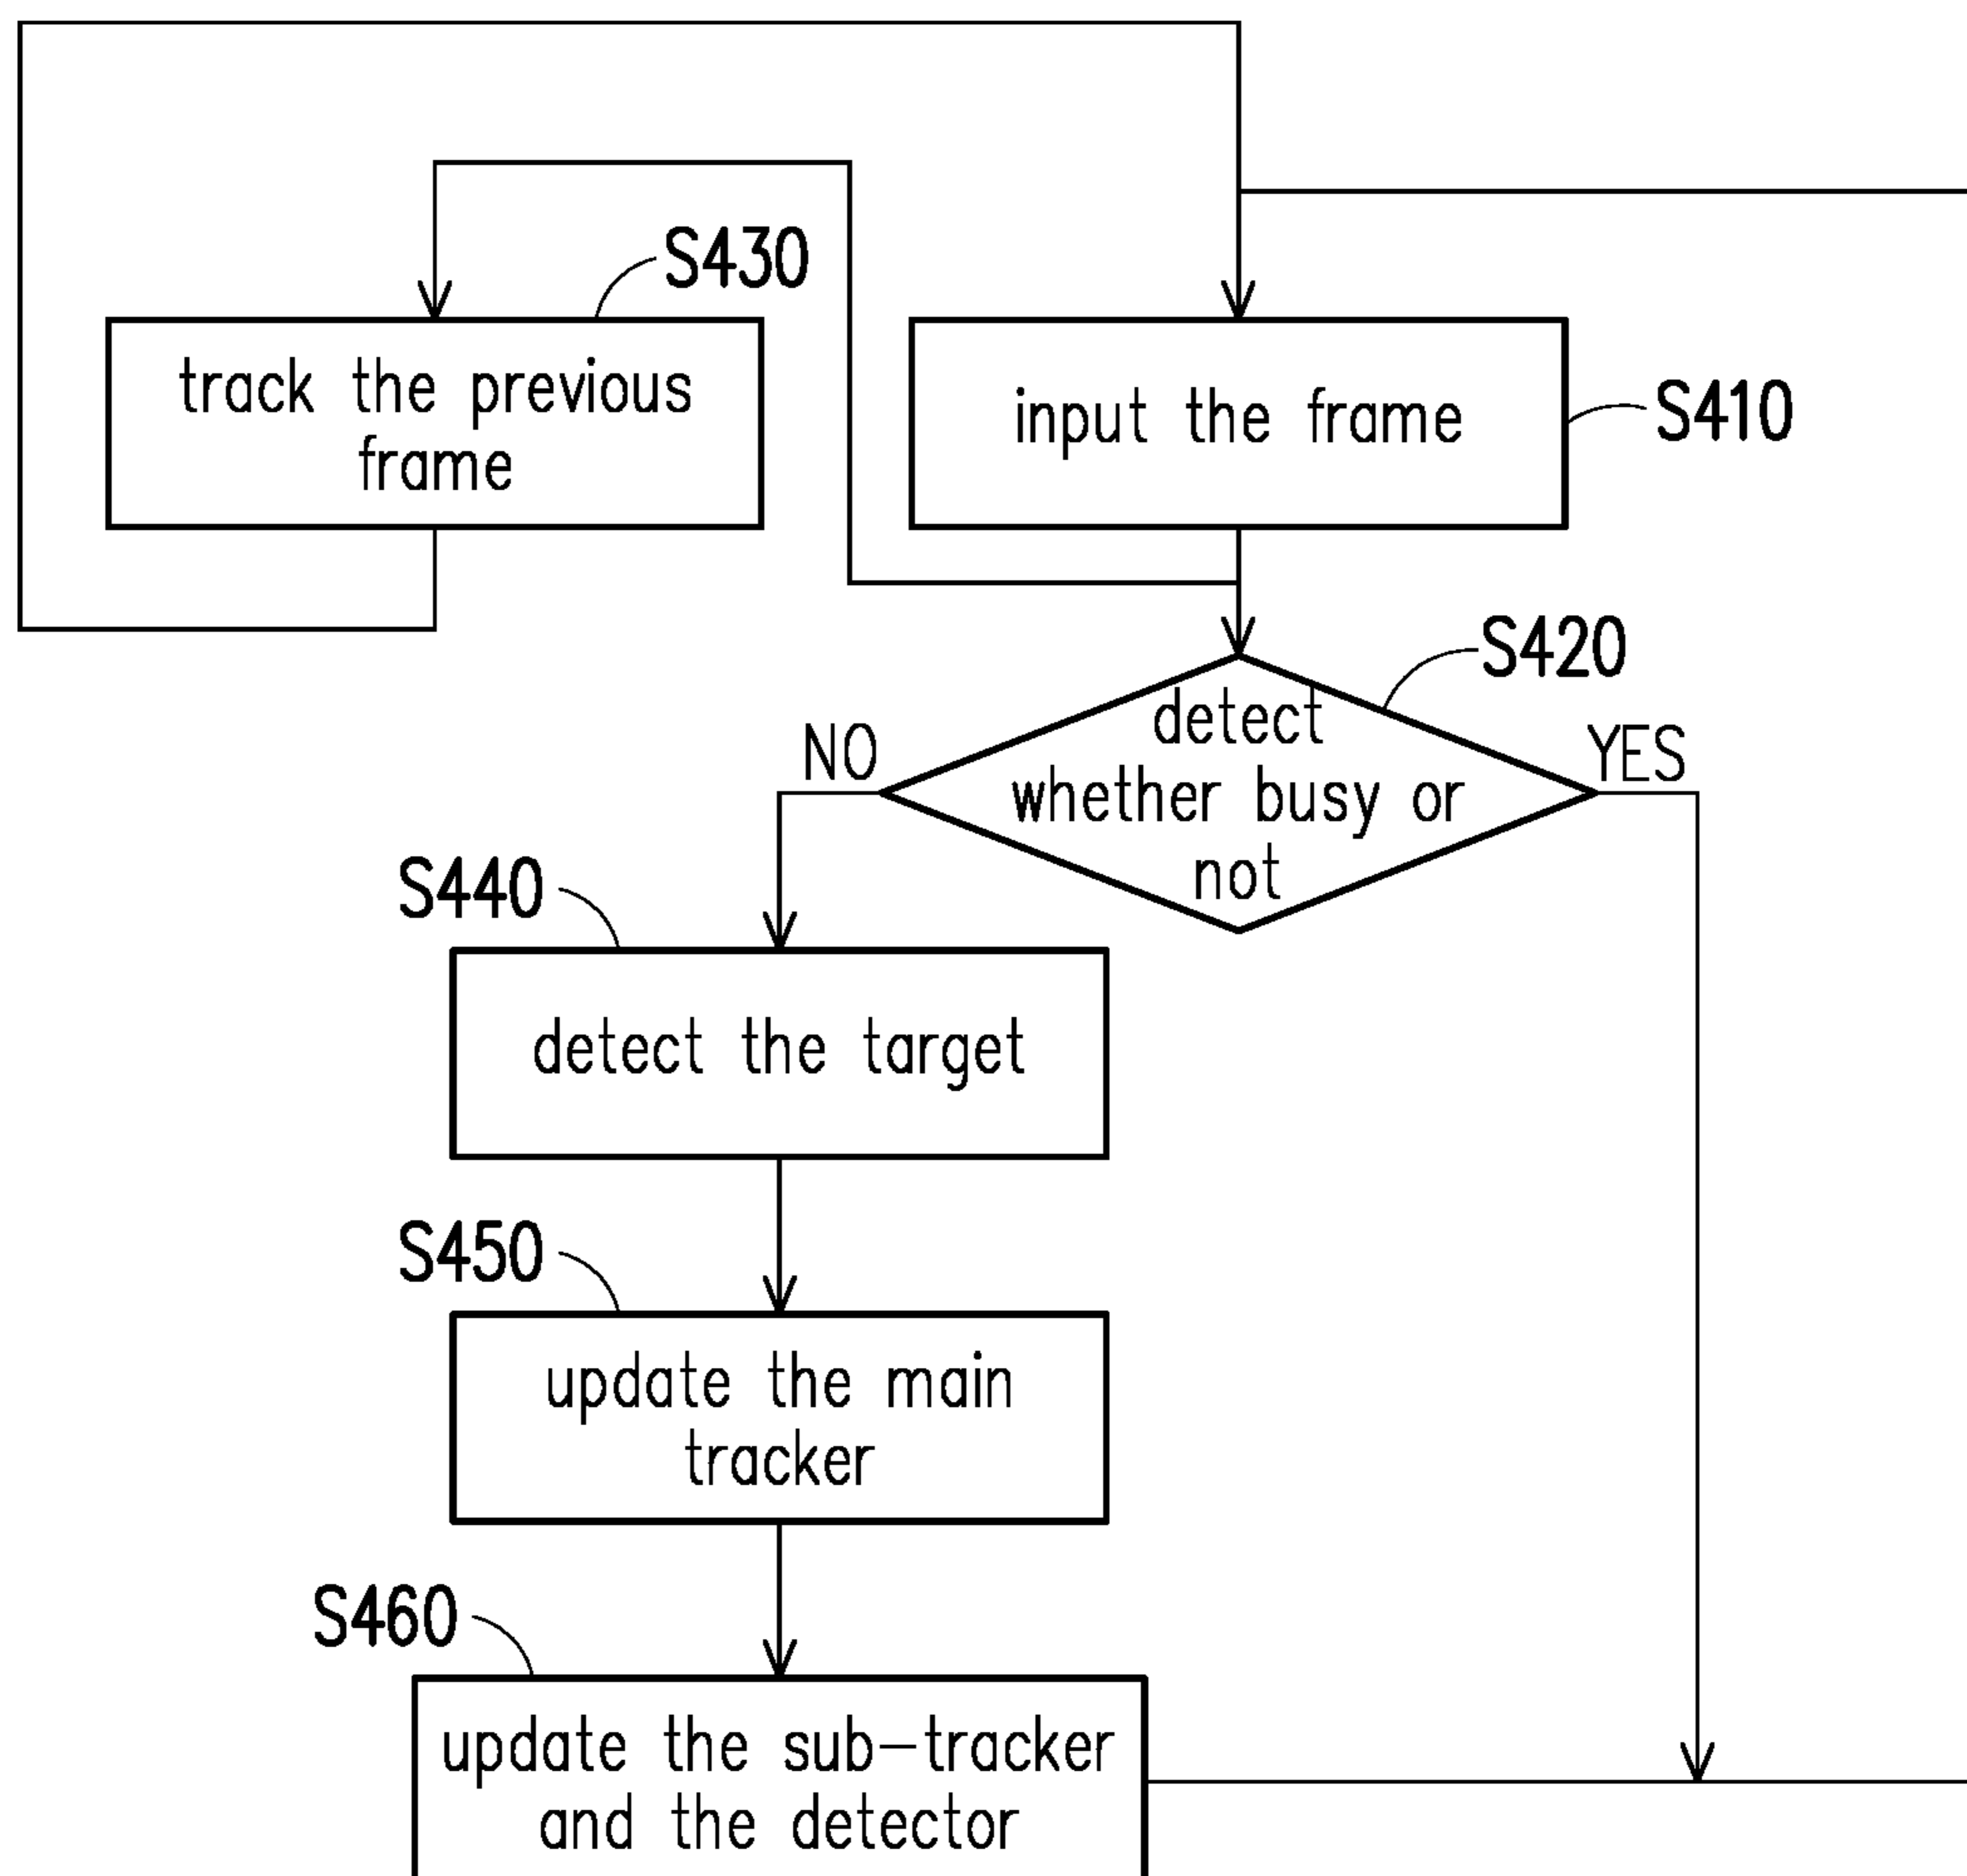 S430
track the previous
frame
input the frame
S410
S420
detect
whether busy or
not
NO
YES
S440
detect the target
S450
update the main
tracker
S460
update the sub-tracker
and the detector